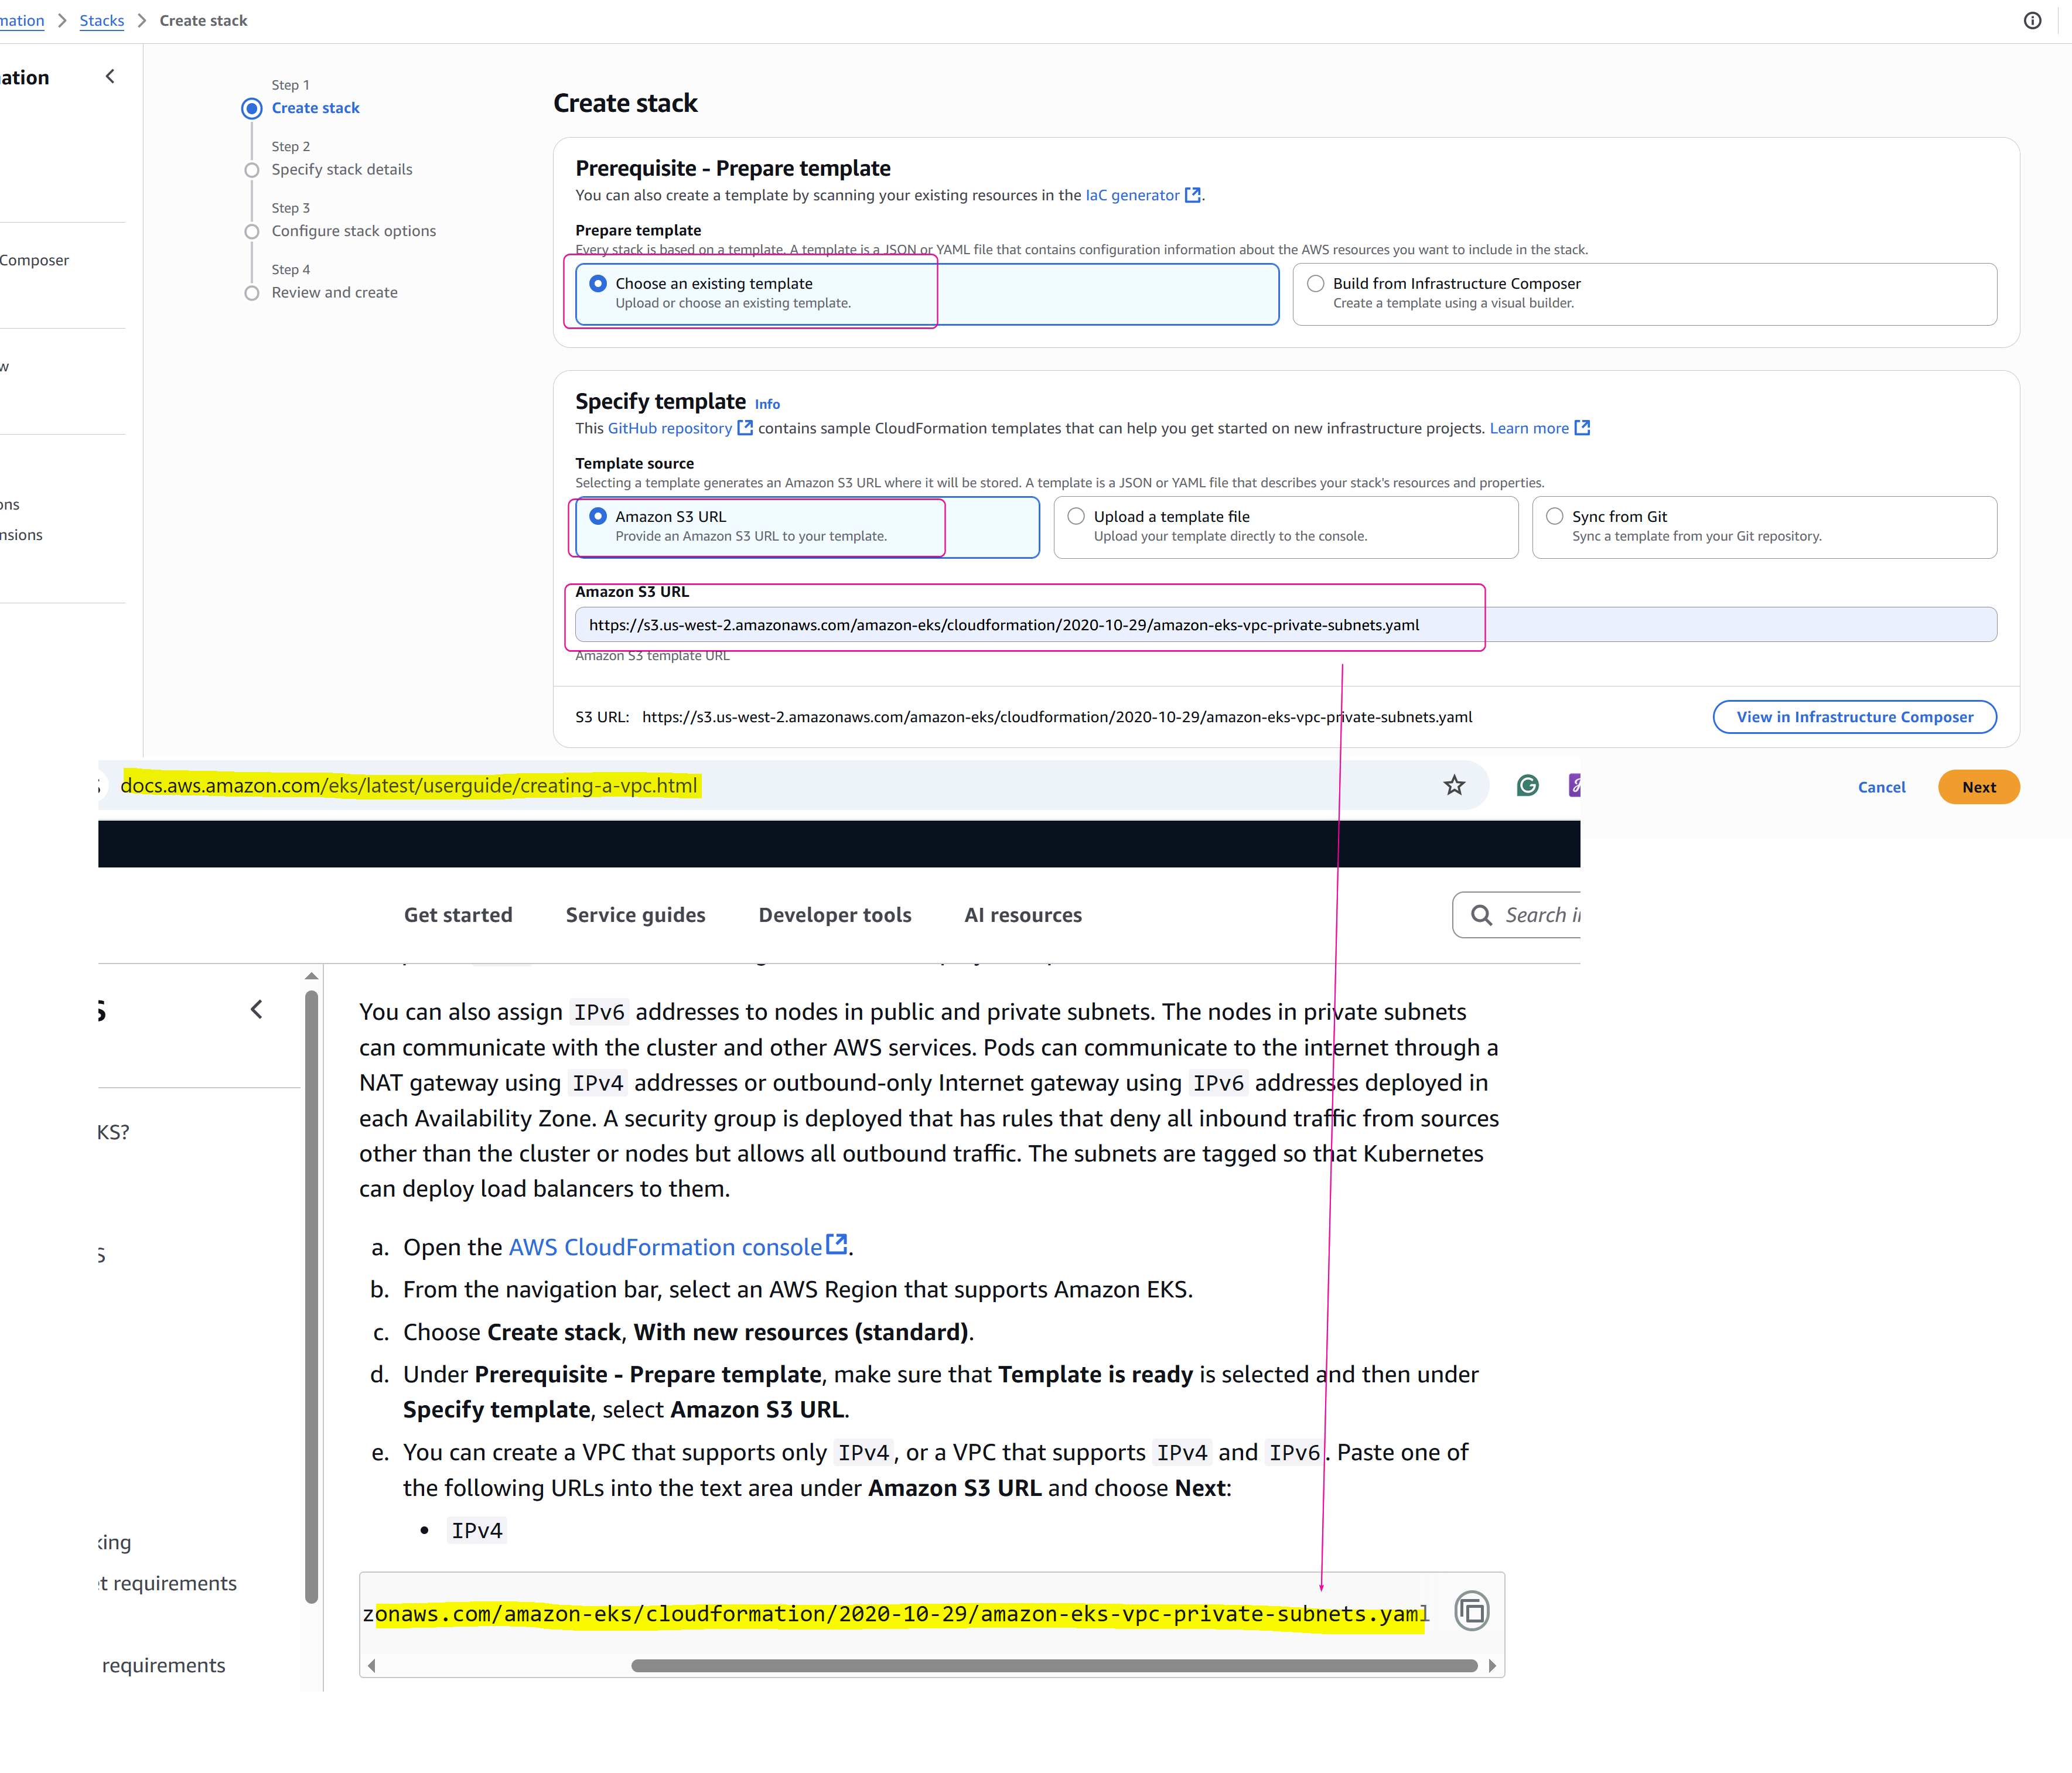 mation > Stacks > Create stack
ation
Composer
w
ons
nsions
Step 1
Create stack
Step 2
Specify stack details
Step 3
Configure stack options
Step 4
Review and create
Create stack
Prerequisite - Prepare template
You can also create a template by scanning your existing resources in the IaC generator.
Prepare template
Every stack is based on a template. A template is a JSON or YAML file that contains configuration information about the AWS resources you want to include in the stack.
Choose an existing template
Upload or choose an existing template.
Build from Infrastructure Composer
Create a template using a visual builder.
Specify template Info
This GitHub repository contains sample CloudFormation templates that can help you get started on new infrastructure projects. Learn more
Template source
Selecting a template generates an Amazon S3 URL where it will be stored. A template is a JSON or YAML file that describes your stack's resources and properties.
Amazon S3 URL
Provide an Amazon S3 URL to your template.
Upload a template file
Upload your template directly to the console.
Sync from Git
Sync a template from your Git repository.
Amazon S3 URL
https://s3.us-west-2.amazonaws.com/amazon-eks/cloudformation/2020-10-29/amazon-eks-vpc-private-subnets.yaml
Amazon S3 template URL
S3 URL: https://s3.us-west-2.amazonaws.com/amazon-eks/cloudformation/2020-10-29/amazon-eks-vpc-private-subnets.yaml
View in Infrastructure Composer
Cancel
Next
docs.aws.amazon.com/eks/latest/userguide/creating-a-vpc.html
Get started Service guides Developer tools AI resources
Search i
s
KS?
s
king
et requirements
requirements
You can also assign IPv6 addresses to nodes in public and private subnets. The nodes in private subnets
can communicate with the cluster and other AWS services. Pods can communicate to the internet through a
NAT gateway using IPv4 addresses or outbound-only Internet gateway using IPv6 addresses deployed in
each Availability Zone. A security group is deployed that has rules that deny all inbound traffic from sources
other than the cluster or nodes but allows all outbound traffic. The subnets are tagged so that Kubernetes
can deploy load balancers to them.
a. Open the AWS CloudFormation console.
b. From the navigation bar, select an AWS Region that supports Amazon EKS.
c. Choose Create stack, With new resources (standard).
d. Under Prerequisite - Prepare template, make sure that Template is ready is selected and then under
Specify template, select Amazon S3 URL.
e. You can create a VPC that supports only IPv4, or a VPC that supports IPv4 and IPv6. Paste one of
the following URLs into the text area under Amazon S3 URL and choose Next:
• IPv4
zonaws.com/amazon-eks/cloudformation/2020-10-29/amazon-eks-vpc-private-subnets.yaml